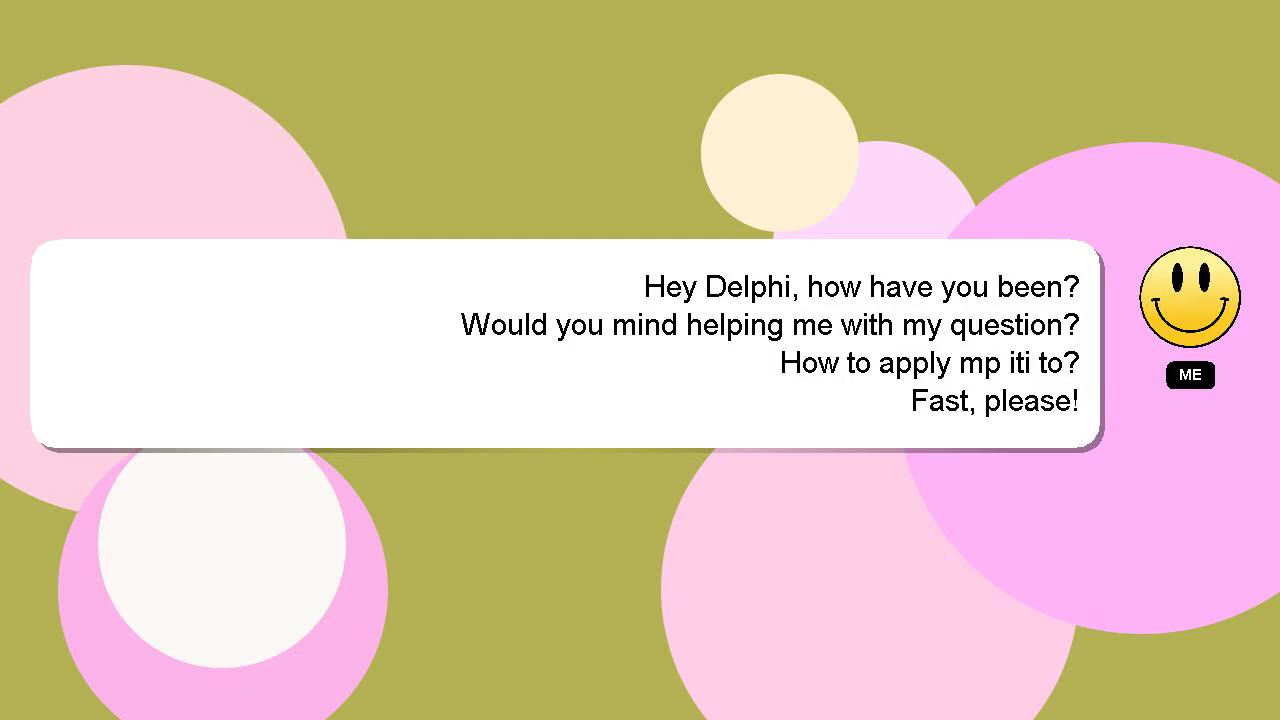 Hey Delphi, how have you been?
Would you mind helping me with my question?
How to apply mp iti to?
Fast, please!
ME